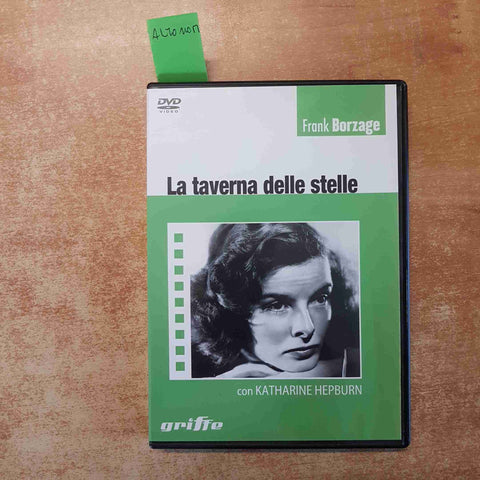 DVD
VIDEO
Frank Borzage
La taverna delle stelle
con KATHARINE HEPBURN
griffe